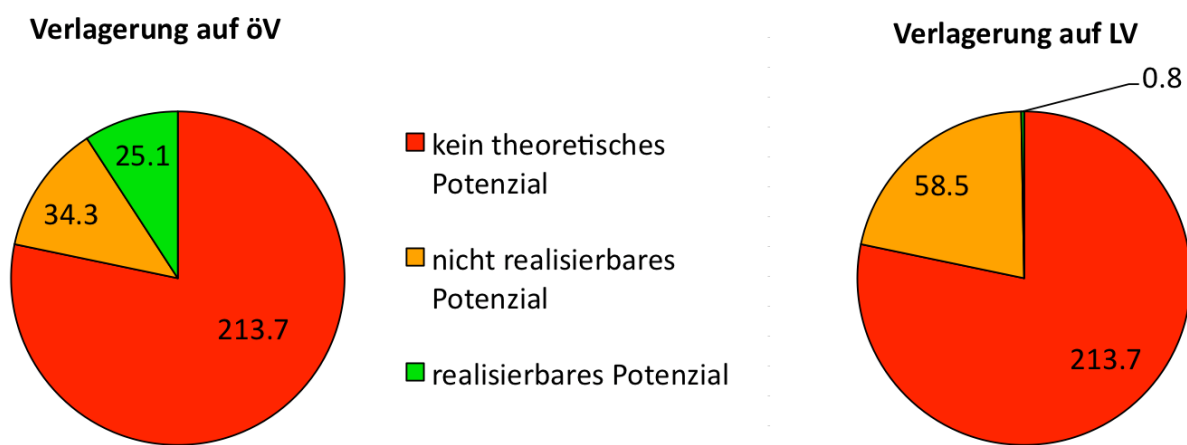 Verlagerung auf öV
25.1
34.3
213.7
kein theoretisches
Potenzial
nicht realisierbares
Potenzial
realisierbares Potenzial
Verlagerung auf LV
0.8
58.5
213.7